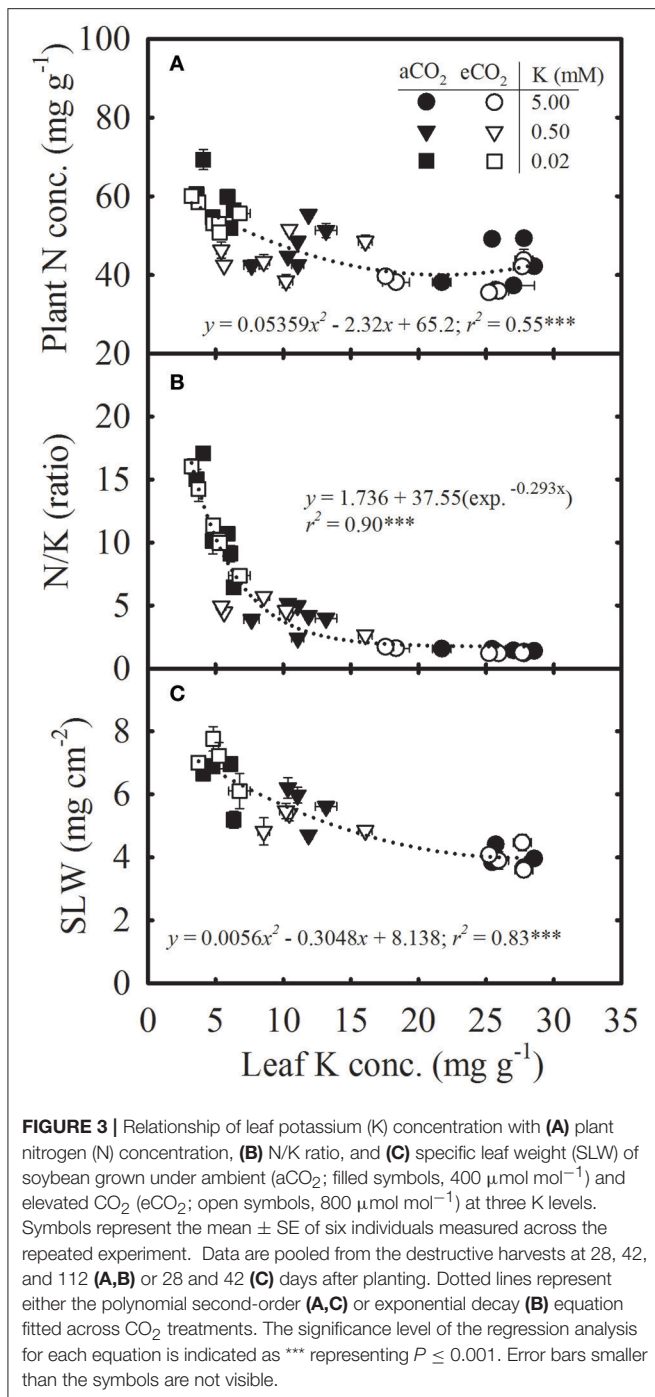 100
80
60
40
20
Plant N conc. (mg g⁻¹)
A
aCO₂ eCO₂ K (mM)
5.00
0.50
0.02
y = 0.05359x² - 2.32x + 65.2; r² = 0.55***
20
15
10
5
0
N/K (ratio)
B
y = 1.736 + 37.55(exp. ⁻⁰·²⁹³ˣ)
r² = 0.90***
8
6
4
2
0
SLW (mg cm⁻²)
C
y = 0.0056x² - 0.3048x + 8.138; r² = 0.83***
0 5 10 15 20 25 30 35
Leaf K conc. (mg g⁻¹)
FIGURE 3 | Relationship of leaf potassium (K) concentration with (A) plant
nitrogen (N) concentration, (B) N/K ratio, and (C) specific leaf weight (SLW) of
soybean grown under ambient (aCO₂; filled symbols, 400 μmol mol⁻¹) and
elevated CO₂ (eCO₂; open symbols, 800 μmol mol⁻¹) at three K levels.
Symbols represent the mean ± SE of six individuals measured across the
repeated experiment. Data are pooled from the destructive harvests at 28, 42,
and 112 (A,B) or 28 and 42 (C) days after planting. Dotted lines represent
either the polynomial second-order (A,C) or exponential decay (B) equation
fitted across CO₂ treatments. The significance level of the regression analysis
for each equation is indicated as *** representing P ≤ 0.001. Error bars smaller
than the symbols are not visible.